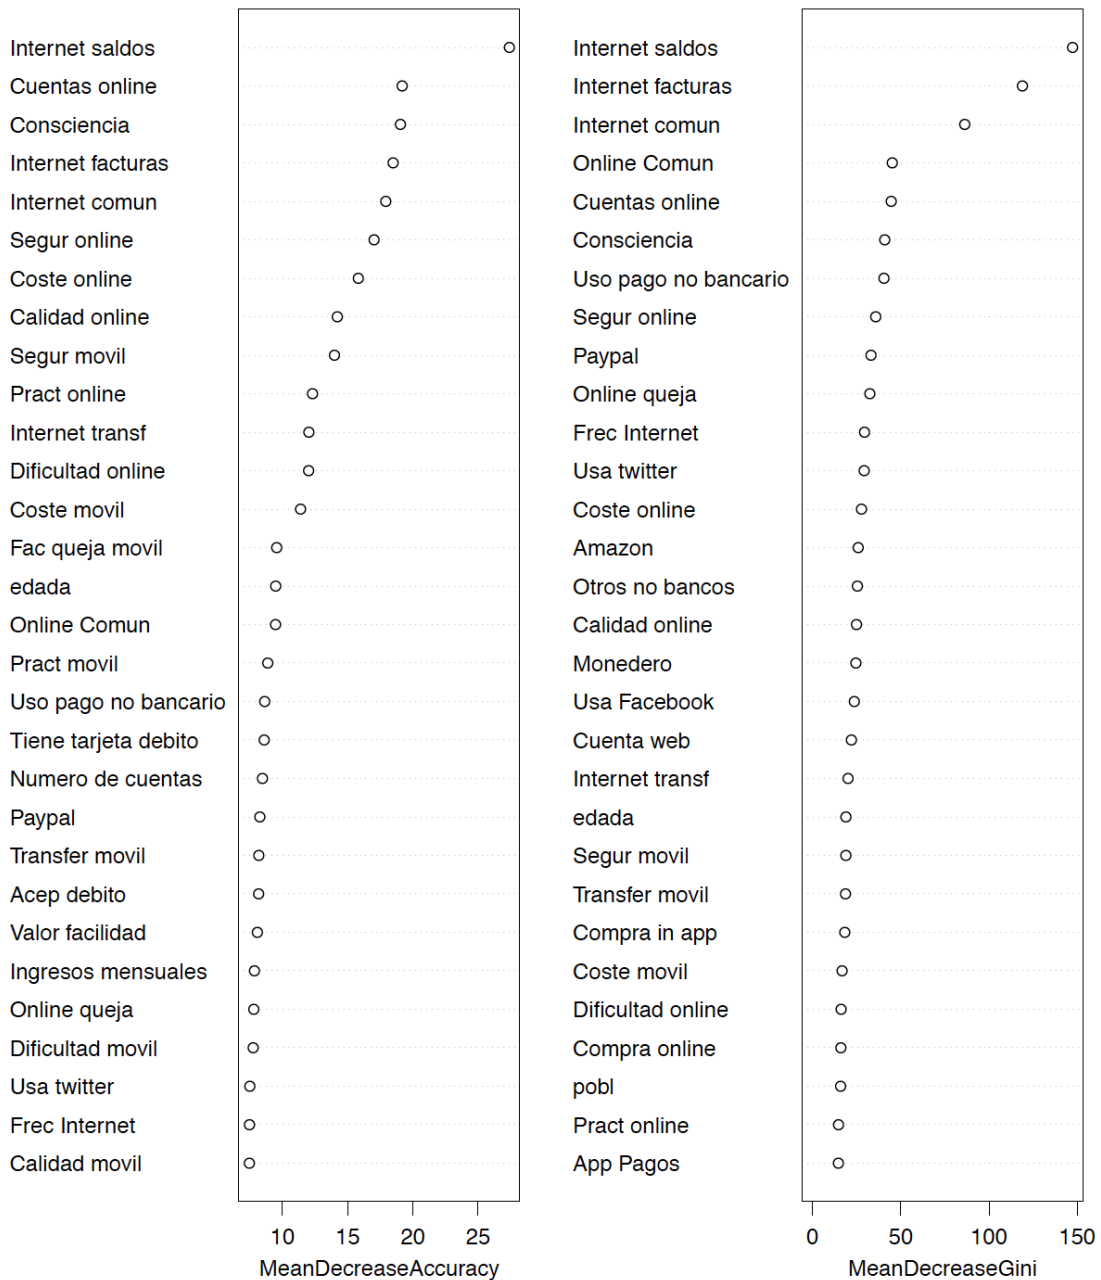 Internet saldos
Cuentas online
Consciencia
Internet facturas
Internet comun
Segur online
Coste online
Calidad online
Segur movil
Pract online
Internet transf
Dificultad online
Coste movil
Fac queja movil
edada
Online Comun
Pract movil
Uso pago no bancario
Tiene tarjeta debito
Numero de cuentas
Paypal
Transfer movil
Acep debito
Valor facilidad
Ingresos mensuales
Online queja
Dificultad movil
Usa twitter
Frec Internet
Calidad movil
10 15 20 25
MeanDecreaseAccuracy
Internet saldos
Internet facturas
Internet comun
Online Comun
Cuentas online
Consciencia
Uso pago no bancario
Segur online
Paypal
Online queja
Frec Internet
Usa twitter
Coste online
Amazon
Otros no bancos
Calidad online
Monedero
Usa Facebook
Cuenta web
Internet transf
edada
Segur movil
Transfer movil
Compra in app
Coste movil
Dificultad online
Compra online
pobl
Pract online
App Pagos
0 50 100 150
MeanDecreaseGini